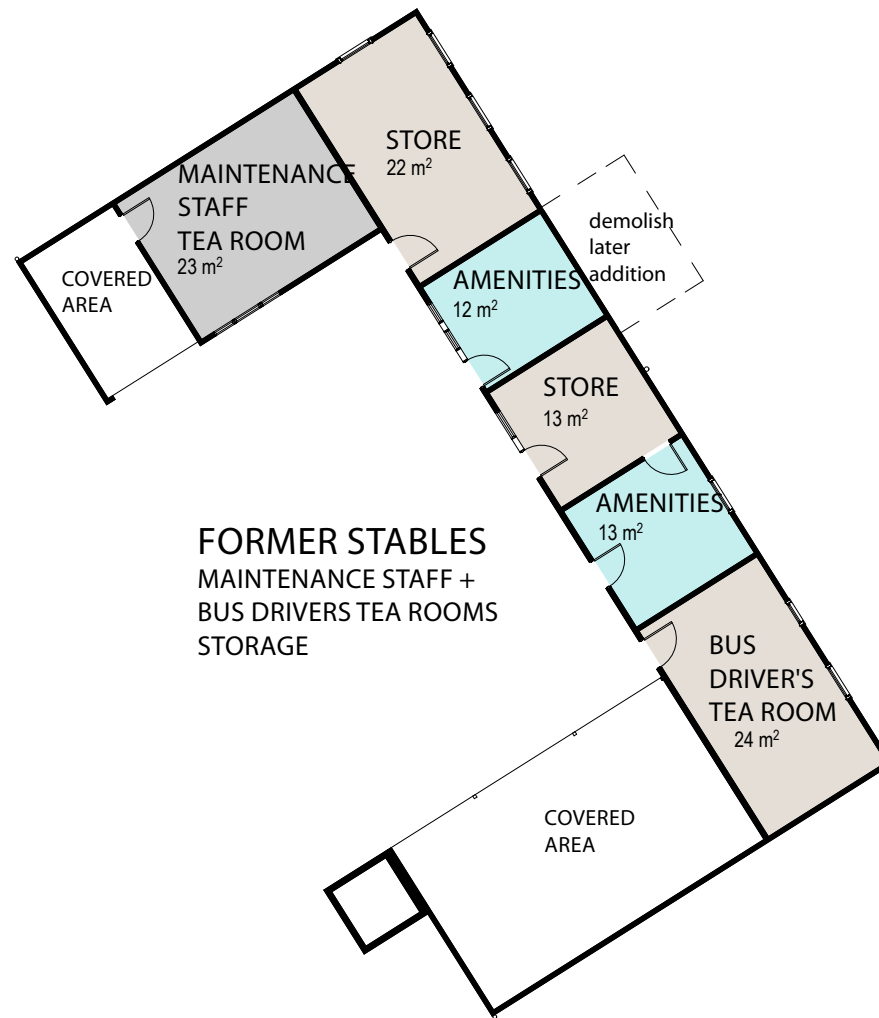 STORE
22 m²
MAINTENANCE
STAFF
TEA ROOM
23 m²
COVERED
AREA
demolish
later
addition
AMENITIES
12 m²
STORE
13 m²
AMENITIES
13 m²
FORMER STABLES
MAINTENANCE STAFF +
BUS DRIVERS TEA ROOMS
STORAGE
BUS
DRIVER'S
TEA ROOM
24 m²
COVERED
AREA